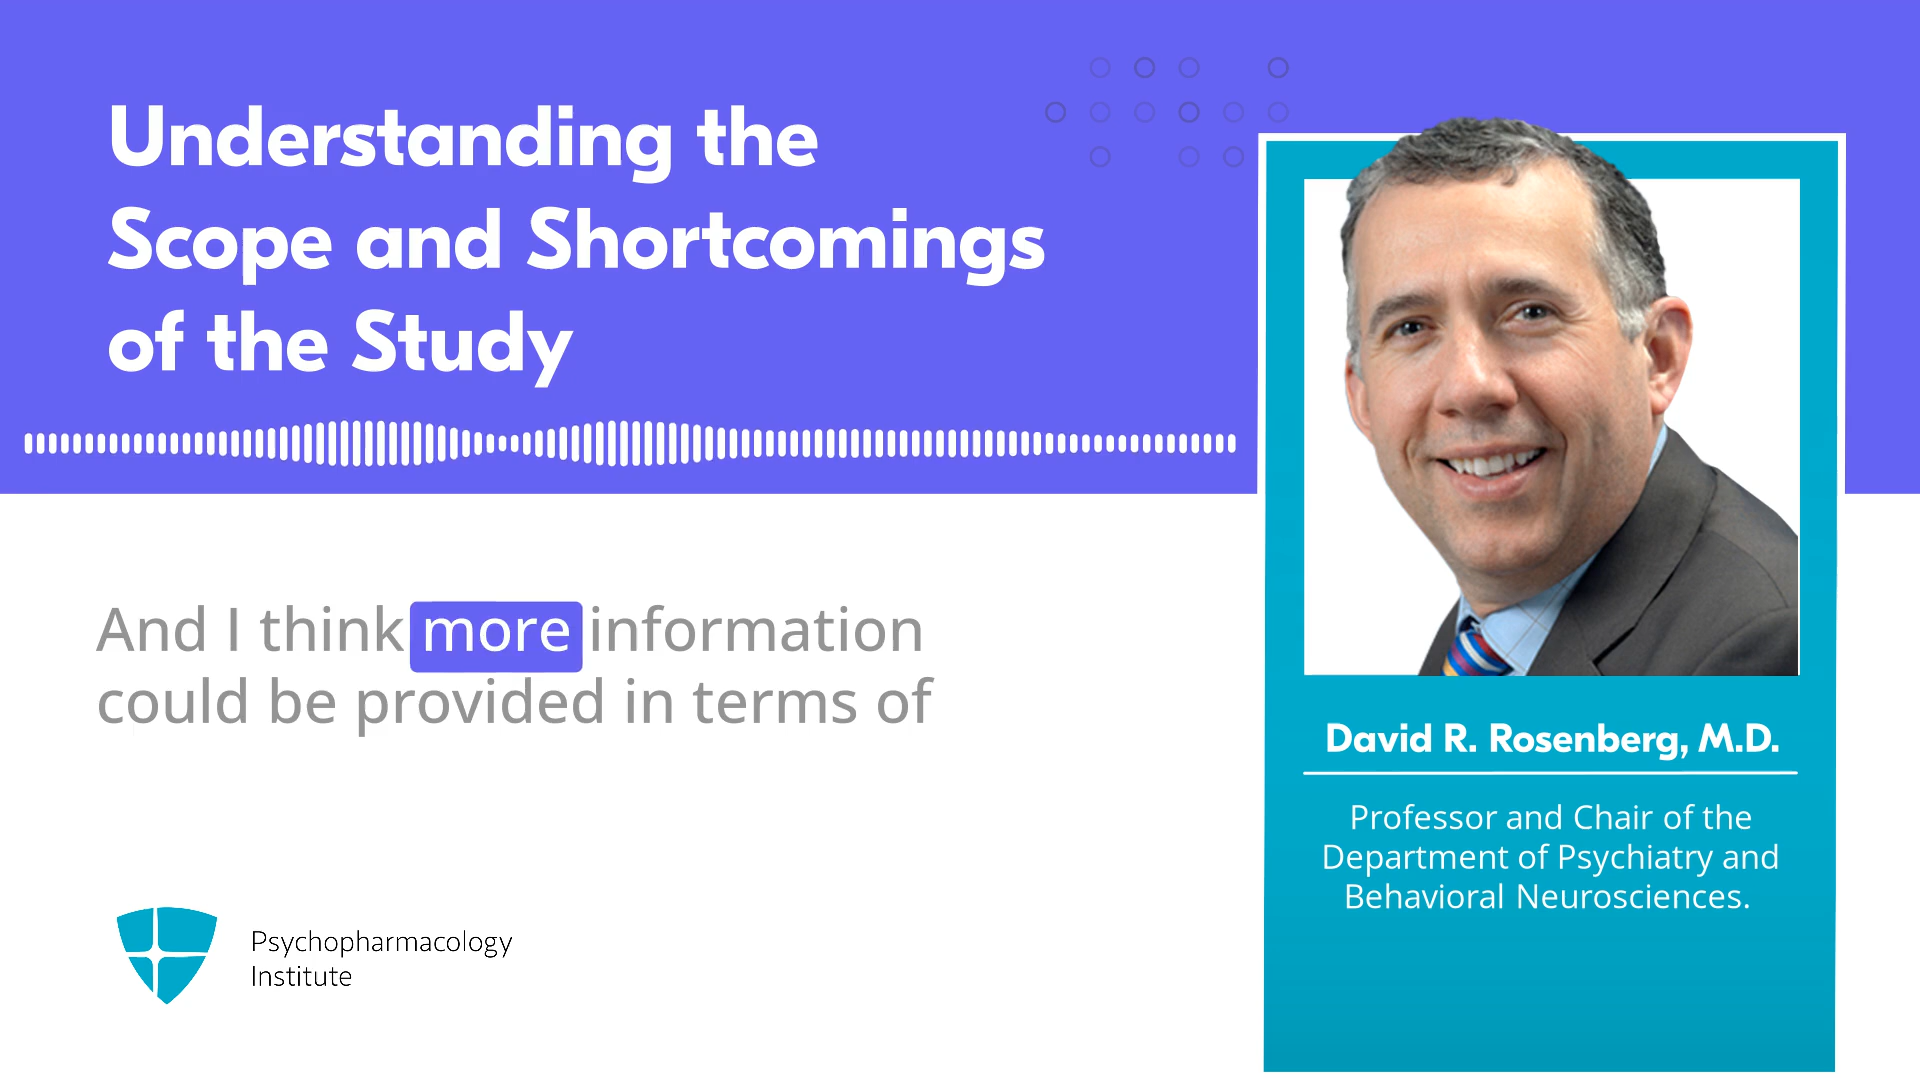 Understanding the
Scope and Shortcomings
of the Study
And I think more information
could be provided in terms of
David R. Rosenberg, M.D.
Professor and Chair of the
Department of Psychiatry and
Behavioral Neurosciences.
Psychopharmacology
Institute